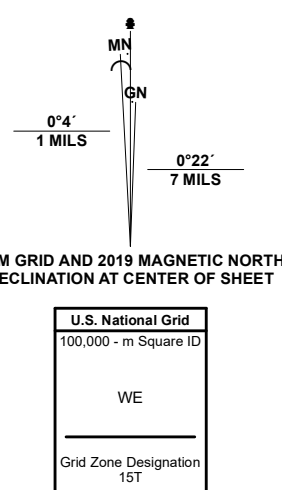 MN
GN
0°4´
1 MILS
0°22´
7 MILS
M GRID AND 2019 MAGNETIC NORTH
ECLINATION AT CENTER OF SHEET
U.S. National Grid
100,000 - m Square ID
WE
Grid Zone Designation
15T